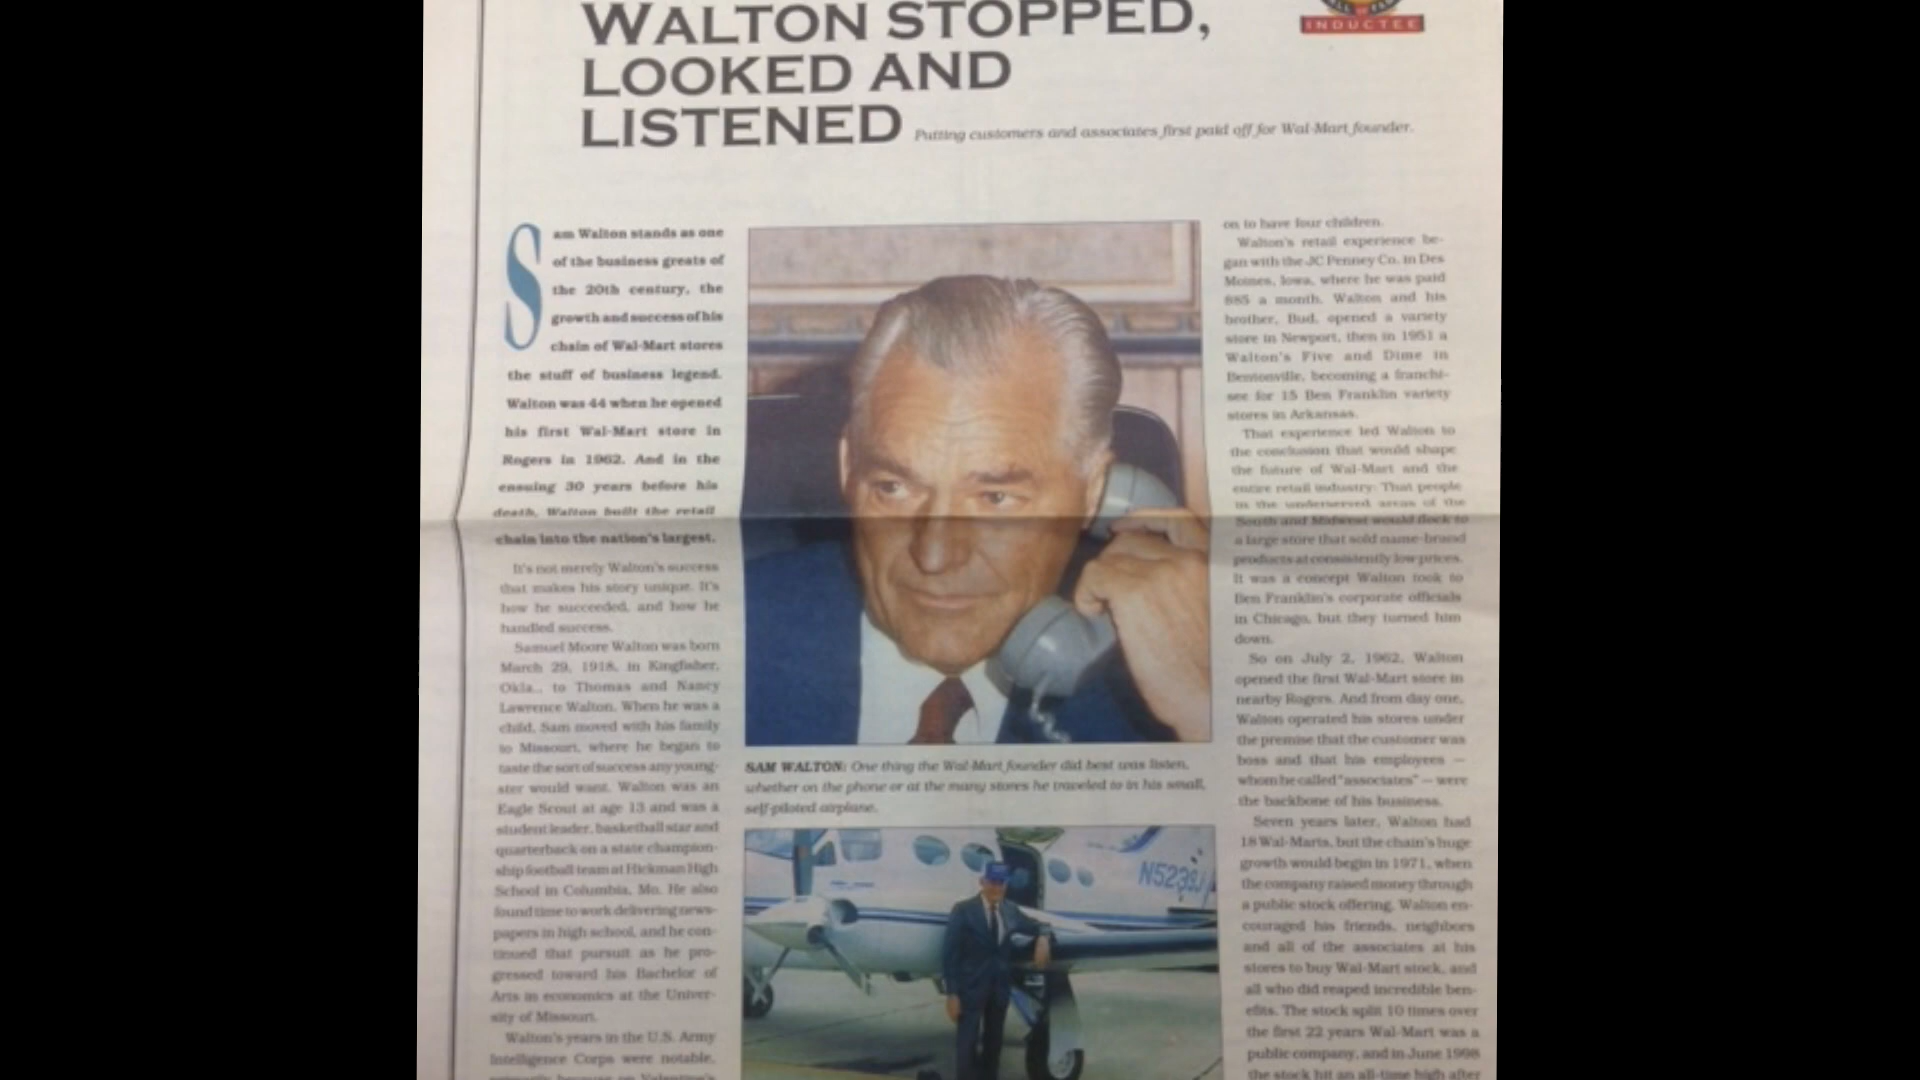 WALTON STOPPED,
LOOKED AND
LISTENED
Putting customers and associates first paid off for Wal-Mart founder.
INDUCTEE
Sam Walton stands as one
of the business greats of
the 20th century, the
growth and success of his
chain of Wal-Mart stores
the stuff of business legend.
Walton was 44 when he opened
his first Wal-Mart store in
Rogers in 1962. And in the
ensuing 30 years before his
death, Walton built the retail
chain into the nation's largest.
It's not merely Walton's success
that makes his story unique. It's
how he succeeded, and how he
handled success.
Samuel Moore Walton was born
March 29, 1918, in Kingfisher,
Okla., to Thomas and Nancy
Lawrence Walton. When he was a
child, Sam moved with his family
to Missouri, where he began to
taste the sort of success any young-
ster would want. Walton was an
Eagle Scout at age 13 and was a
student leader, basketball star and
quarterback on a state champion-
ship football team at Hickman High
School in Columbia, Mo. He also
found time to work delivering news-
papers in high school, and he con-
tinued that pursuit as he pro-
gressed toward his Bachelor of
Arts in economics at the Univer-
sity of Missouri.
Walton's years in the U.S. Army
Intelligence Corps were notable,
primarily because on Valentine's
SAM WALTON: One thing the Wal-Mart founder did best was listen,
whether on the phone or at the many stores he traveled to in his small,
self-piloted airplane.
on to have four children.
Walton's retail experience be-
gan with the JC Penney Co. in Des
Moines, Iowa, where he was paid
$85 a month. Walton and his
brother, Bud, opened a variety
store in Newport, then in 1951 a
Walton's Five and Dime in
Bentonville, becoming a franchi-
see for 15 Ben Franklin variety
stores in Arkansas.
That experience led Walton to
the conclusion that would shape
the future of Wal-Mart and the
entire retail industry: That people
in the underserved areas of the
South and Midwest would flock to
a large store that sold name-brand
products at consistently low prices.
It was a concept Walton took to
Ben Franklin's corporate officials
in Chicago, but they turned him
down.
So on July 2, 1962, Walton
opened the first Wal-Mart store in
nearby Rogers. And from day one,
Walton operated his stores under
the premise that the customer was
boss and that his employees —
whom he called "associates" — were
the backbone of his business.
Seven years later, Walton had
18 Wal-Marts, but the chain's huge
growth would begin in 1971, when
the company raised money through
a public stock offering. Walton en-
couraged his friends, neighbors
and all of the associates at his
stores to buy Wal-Mart stock, and
all who did reaped incredible ben-
efits. The stock split 10 times over
the first 22 years Wal-Mart was a
public company, and in June 1998
the stock hit an all-time high after